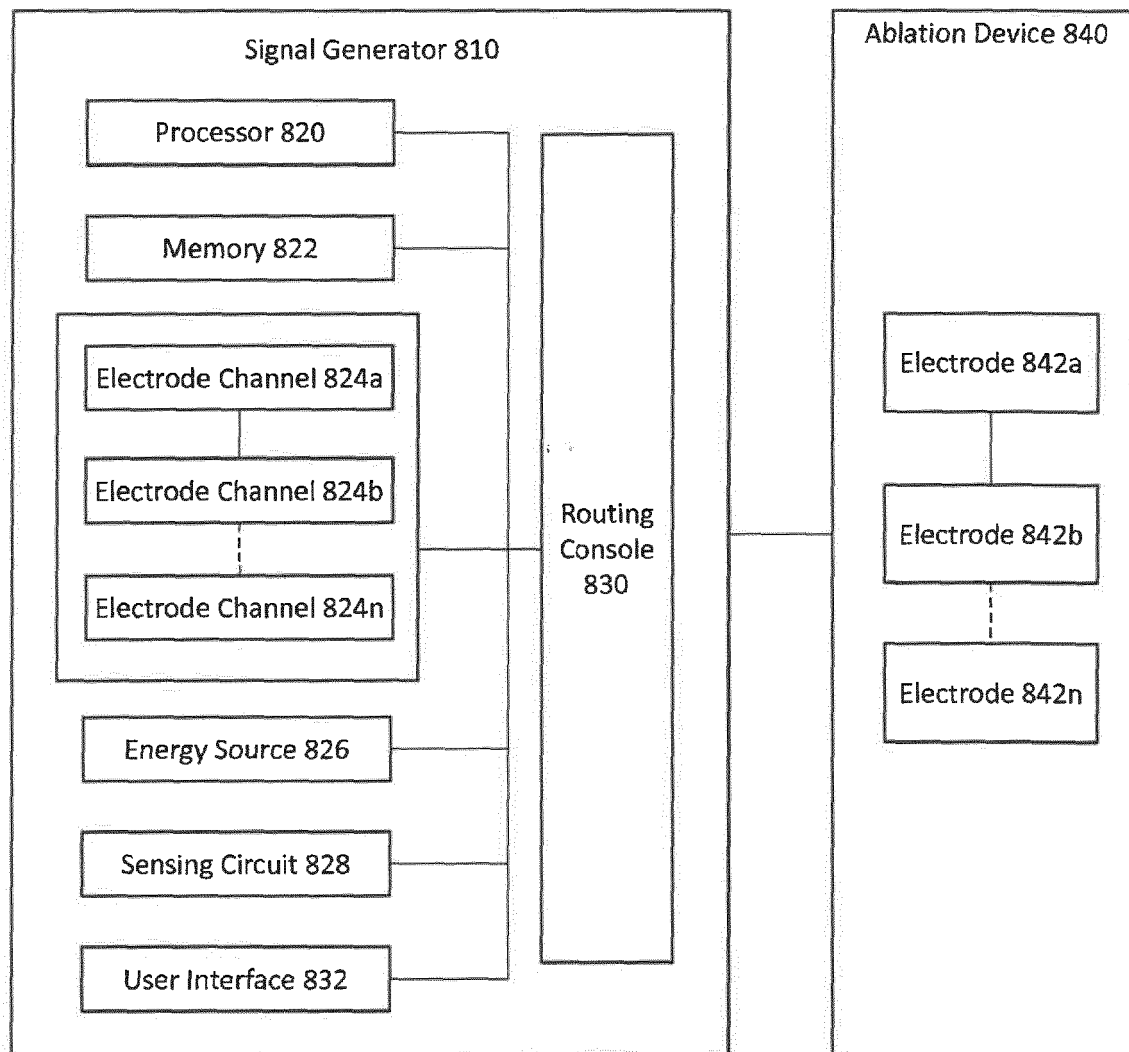 Signal Generator 810
Processor 820
Memory 822
Electrode Channel 824a
Electrode Channel 824b
Electrode Channel 824n
Energy Source 826
Sensing Circuit 828
User Interface 832
Routing
Console
830
Ablation Device 840
Electrode 842a
Electrode 842b
Electrode 842n